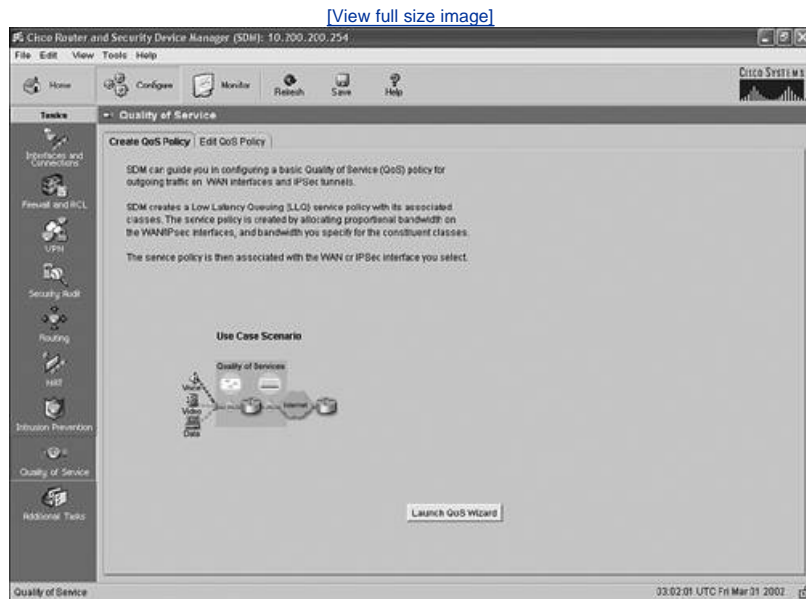 [View full size image]
Cisco Router and Security Device Manager (SDM): 10.200.200.254
File Edit View Tools Help
Home Configure Monitor Refresh Save Help
CISCO SYSTEMS
Tasks
Quality of Service
Create QoS Policy Edit QoS Policy
SDM can guide you in configuring a basic Quality of Service (QoS) policy for
outgoing traffic on WAN interfaces and IPSec tunnels.
SDM creates a Low Latency Queuing (LLQ) service policy with its associated
classes. The service policy is created by allocating proportional bandwidth on
the WAN/IPsec interfaces, and bandwidth you specify for the constituent classes.
The service policy is then associated with the WAN or IPSec interface you select.
Interfaces and
Connections
Firewall and ACL
VPN
Security Audit
Routing
NAT
Intrusion Prevention
Quality of Service
Additional Tasks
Use Case Scenario
Quality of Services
Voice
Video
Data
Internet
Launch QoS Wizard
Quality of Service
03:02:01 UTC Fri Mar 01 2002